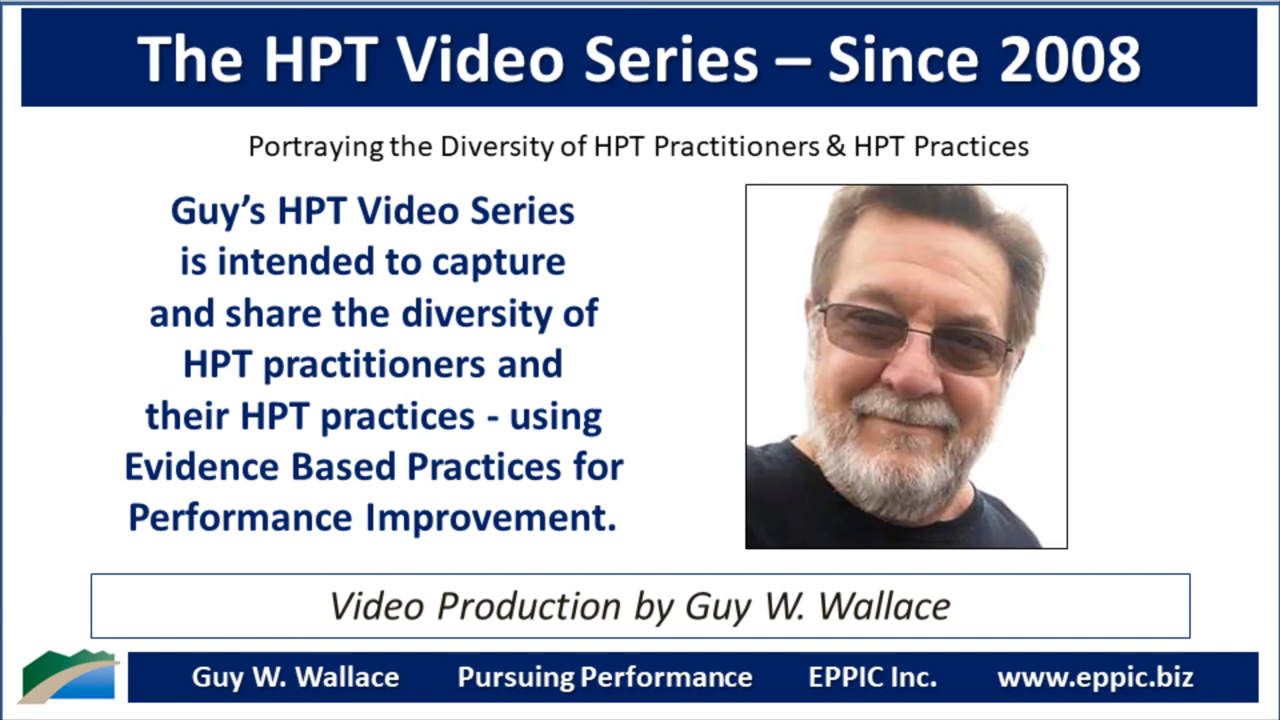 The HPT Video Series – Since 2008
Portraying the Diversity of HPT Practitioners & HPT Practices
Guy’s HPT Video Series
is intended to capture
and share the diversity of
HPT practitioners and
their HPT practices - using
Evidence Based Practices for
Performance Improvement.
Video Production by Guy W. Wallace
Guy W. Wallace Pursuing Performance EPPIC Inc. www.eppic.biz